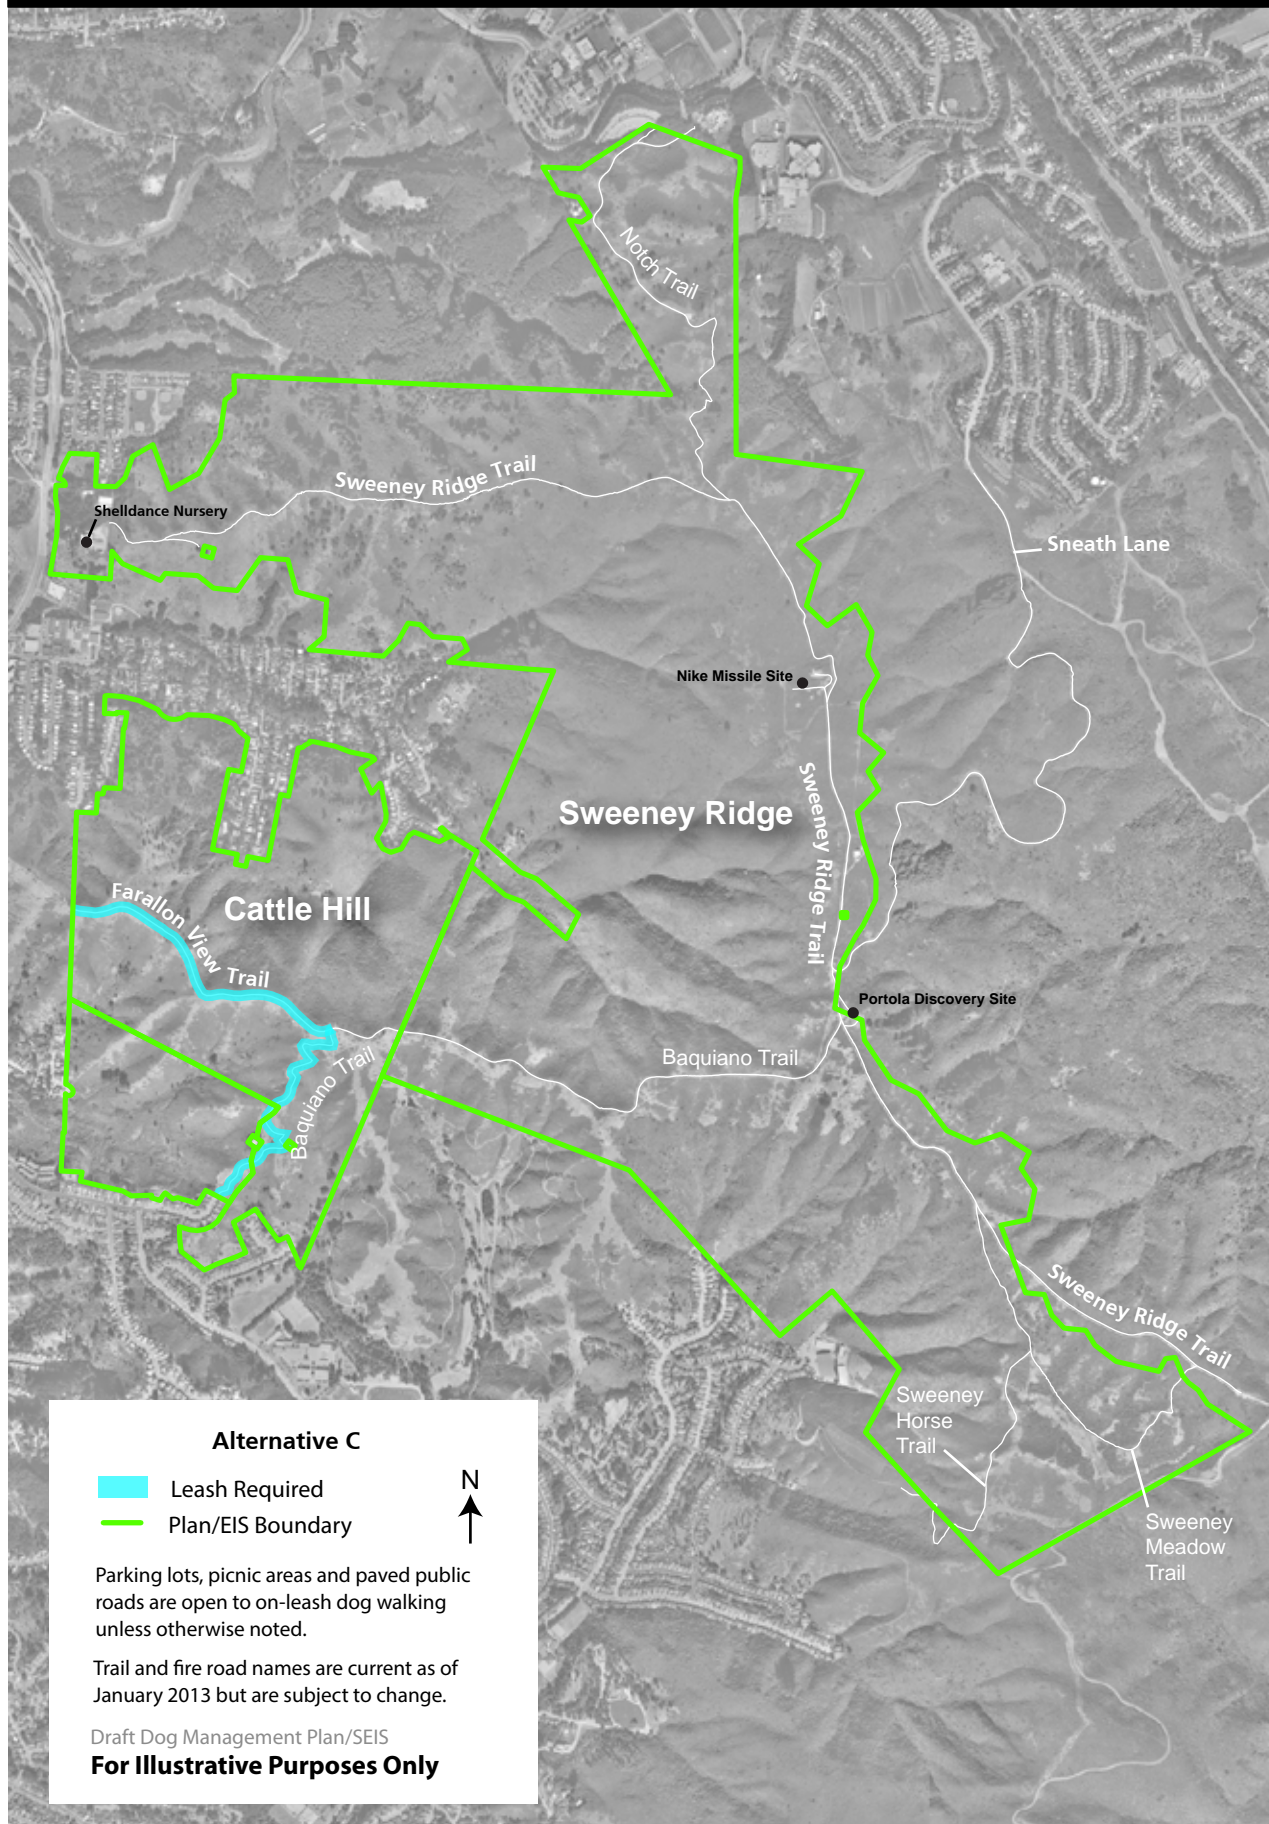 Notch Trail
Sweeney Ridge Trail
Shelldance Nursery
Sneath Lane
Nike Missile Site
Sweeney Ridge Trail
Sweeney Ridge
Cattle Hill
Farallon View Trail
Portola Discovery Site
Baquiano Trail
Baquiano Trail
Sweeney Ridge Trail
Sweeney
Horse
Trail
Sweeney
Meadow
Trail
Alternative C
Leash Required
N
Plan/EIS Boundary
Parking lots, picnic areas and paved public
roads are open to on-leash dog walking
unless otherwise noted.
Trail and fire road names are current as of
January 2013 but are subject to change.
Draft Dog Management Plan/SEIS
For Illustrative Purposes Only